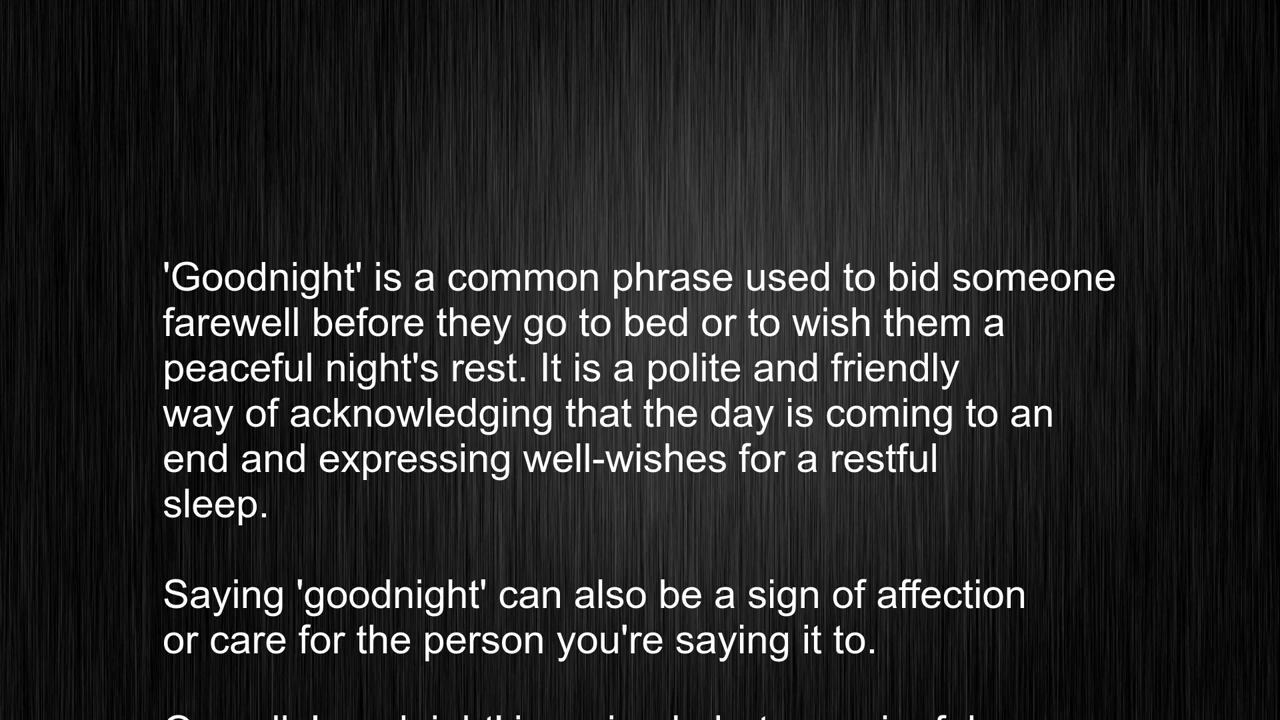 'Goodnight' is a common phrase used to bid someone
farewell before they go to bed or to wish them a
peaceful night's rest. It is a polite and friendly
way of acknowledging that the day is coming to an
end and expressing well-wishes for a restful
sleep.
Saying 'goodnight' can also be a sign of affection
or care for the person you're saying it to.